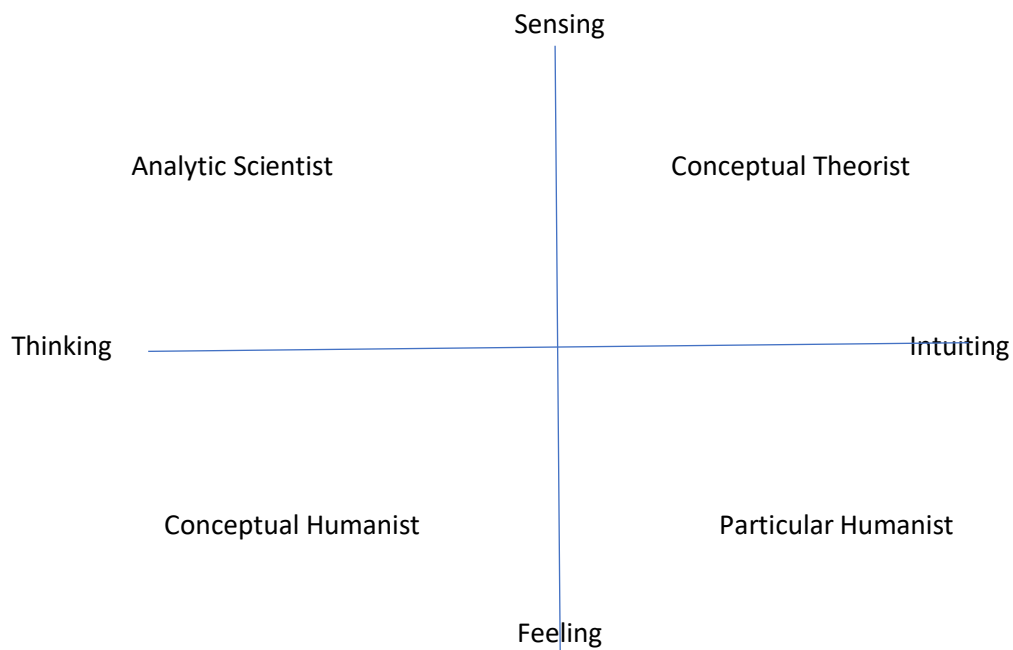 Sensing
Analytic Scientist
Conceptual Theorist
Thinking
Intuiting
Conceptual Humanist
Particular Humanist
Feeling